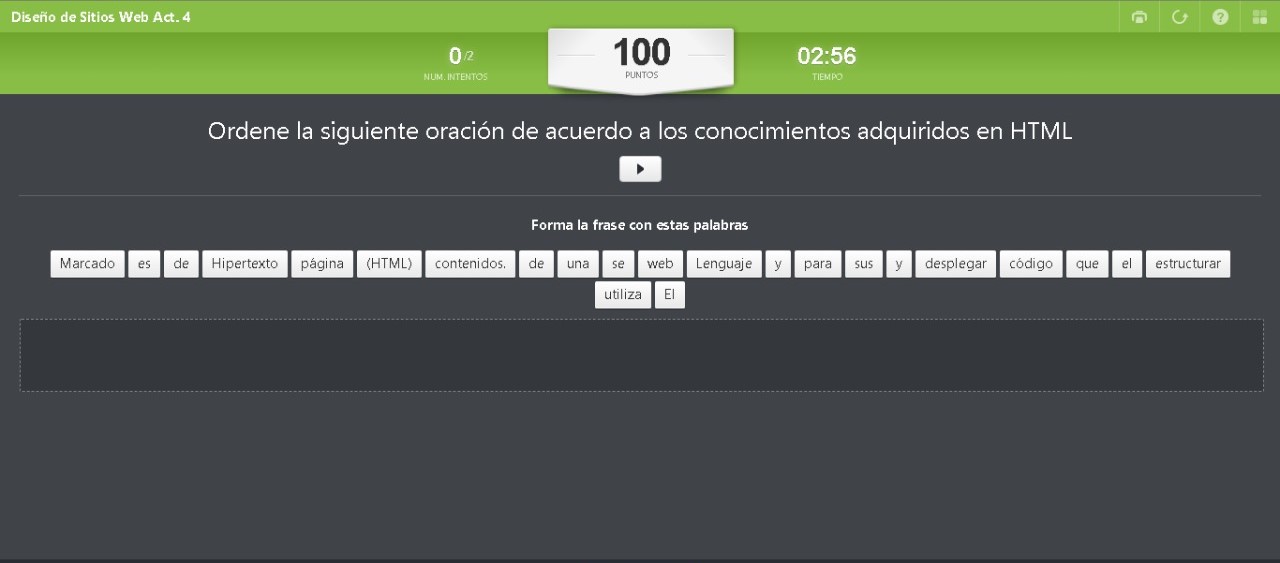 Diseño de Sitios Web Act. 4
0/2
NUM. INTENTOS
100
PUNTOS
02:56
TIEMPO
Ordene la siguiente oración de acuerdo a los conocimientos adquiridos en HTML
Forma la frase con estas palabras
Marcado es de Hipertexto página (HTML) contenidos. de una se web Lenguaje y para sus y desplegar código que el estructurar
utiliza El